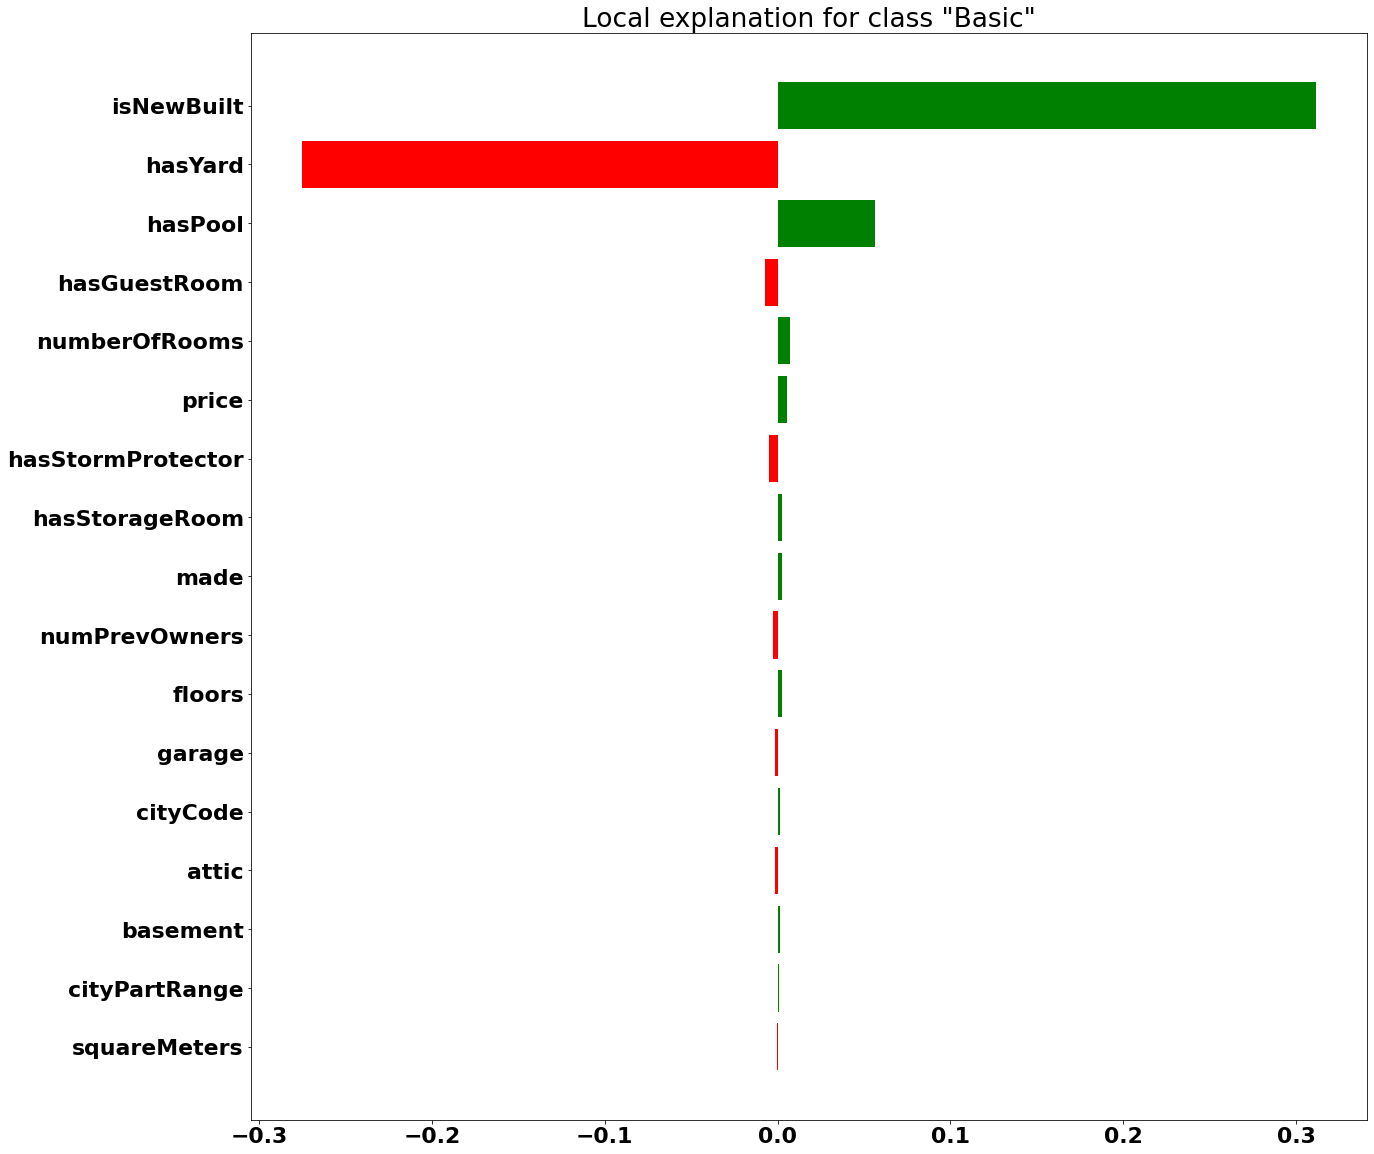 Local explanation for class "Basic"
isNewBuilt
hasYard
hasPool
hasGuestRoom
numberOfRooms
price
hasStormProtector
hasStorageRoom
made
numPrevOwners
floors
garage
cityCode
attic
basement
cityPartRange
squareMeters
−0.3 −0.2 −0.1 0.0 0.1 0.2 0.3